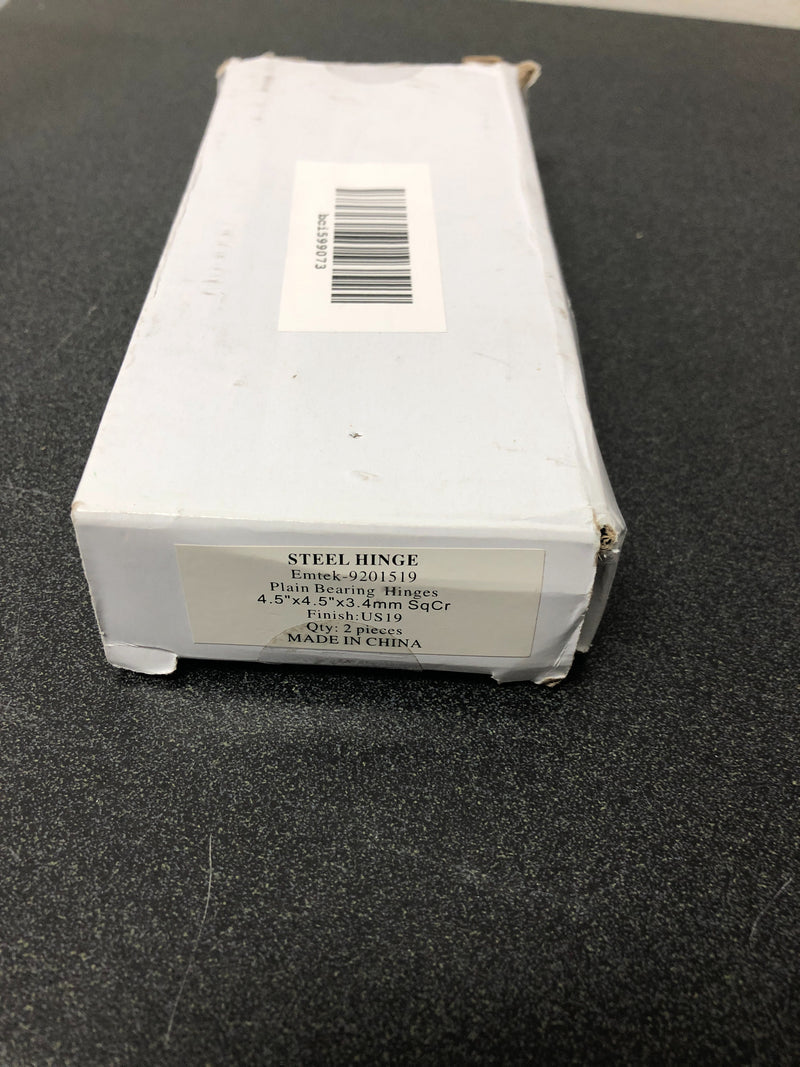 bc1599073
STEEL HINGE
Emtek-9201519
Plain Bearing Hinges
4.5"x4.5"x3.4mm SqCr
Finish:US19
Qty: 2 pieces
MADE IN CHINA